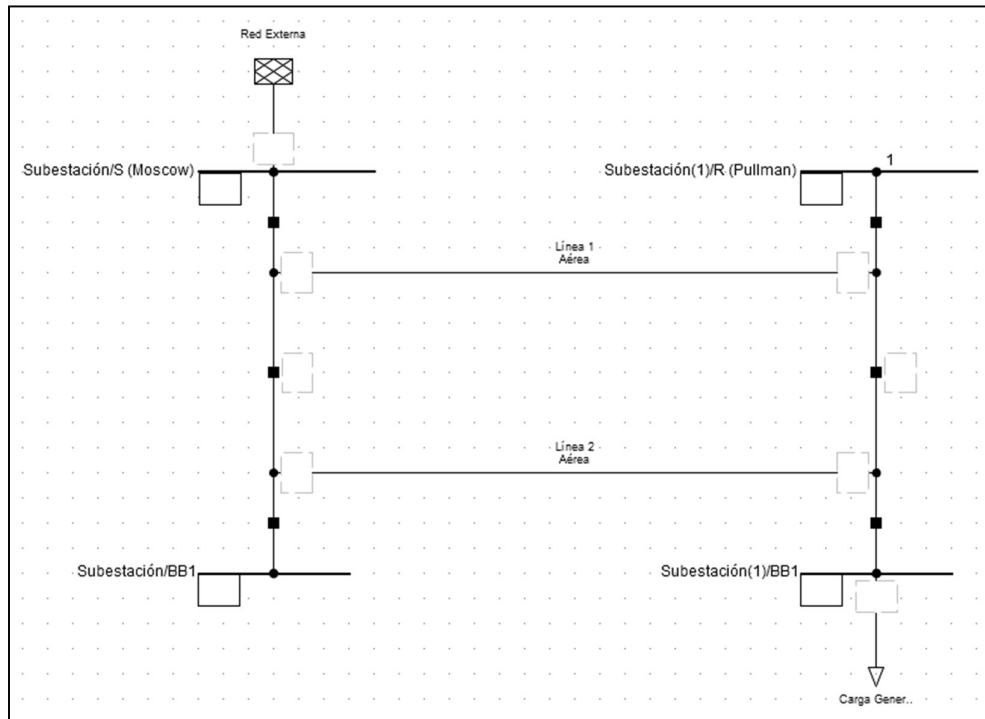 Red Externa
Subestación/S (Moscow)
Subestación(1)/R (Pullman)
1
Línea 1
Aérea
Línea 2
Aérea
Subestación/BB1
Subestación(1)/BB1
Carga Gener..